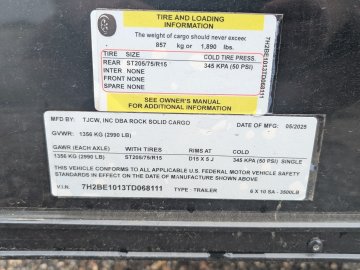 TIRE AND LOADING
INFORMATION
The weight of cargo should never exceed:
857 kg or 1,890 lbs.
TIRE SIZE COLD TIRE PRESS.
REAR ST205/75/R15 345 KPA (50 PSI)
INTER NONE
FRONT NONE
SPARE NONE
SEE OWNER'S MANUAL
FOR ADDITIONAL INFORMATION
7H2BE1013TD068111
MFD BY: TJCW, INC DBA ROCK SOLID CARGO DATE OF MFG: 05/2025
GVWR: 1356 KG (2990 LB)
GAWR (EACH AXLE) WITH TIRES RIMS AT COLD
1356 KG (2990 LB) ST205/75/R15 D15 X 5 J 345 KPA (50 PSI) SINGLE
THIS VEHICLE CONFORMS TO ALL APPLICABLE U.S. FEDERAL MOTOR VEHICLE SAFETY
STANDARDS IN EFFECT ON THE DATE OF MANUFACTURE SHOWN ABOVE
V.I.N. 7H2BE1013TD068111 TYPE: TRAILER 6 X 10 SA - 3500LB